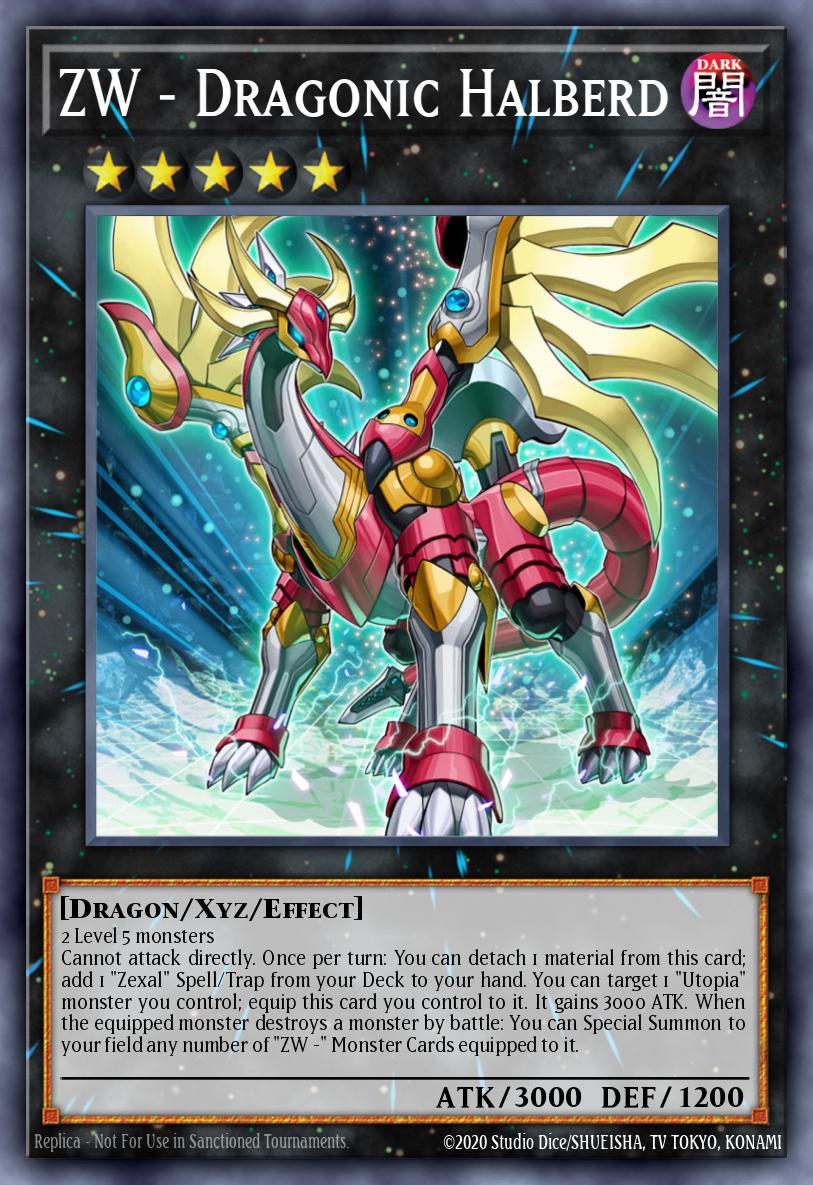 ZW - Dragonic Halberd
DARK
闇
[Dragon/Xyz/Effect]
2 Level 5 monsters
Cannot attack directly. Once per turn: You can detach 1 material from this card;
add 1 "Zexal" Spell/Trap from your Deck to your hand. You can target 1 "Utopia"
monster you control; equip this card you control to it. It gains 3000 ATK. When
the equipped monster destroys a monster by battle: You can Special Summon to
your field any number of "ZW -" Monster Cards equipped to it.
ATK/3000 DEF/1200
Replica - Not For Use in Sanctioned Tournaments.
©2020 Studio Dice/SHUEISHA, TV TOKYO, KONAMI